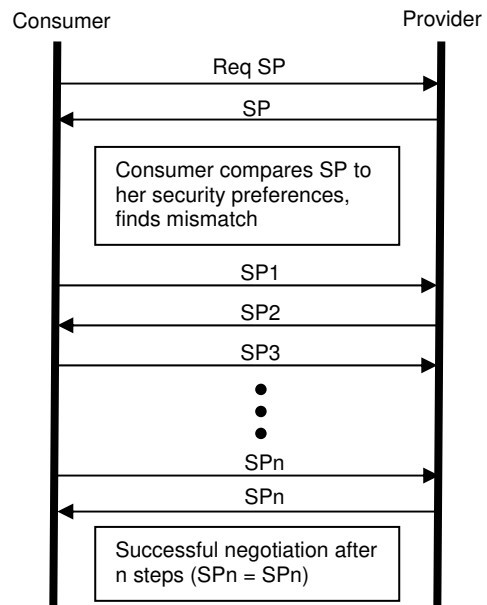 Consumer
Provider
Req SP
SP
Consumer compares SP to
her security preferences,
finds mismatch
SP1
SP2
SP3
SPn
SPn
Successful negotiation after
n steps (SPn = SPn)